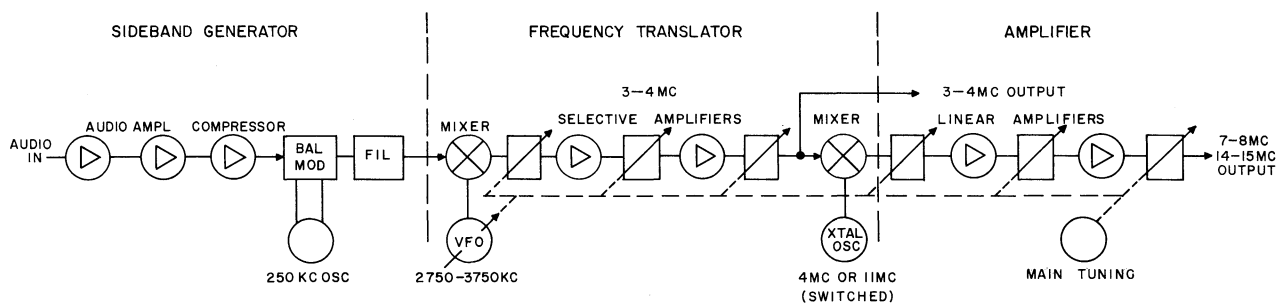 SIDEBAND GENERATOR
FREQUENCY TRANSLATOR
AMPLIFIER
3–4MC
3–4MC OUTPUT
AUDIO AMPL
COMPRESSOR
MIXER
SELECTIVE AMPLIFIERS
MIXER
LINEAR AMPLIFIERS
AUDIO
IN
BAL
MOD
FIL
7–8MC
14–15MC
OUTPUT
VFO
XTAL
OSC
250 KC OSC
2750–3750KC
4MC OR 11MC
(SWITCHED)
MAIN TUNING